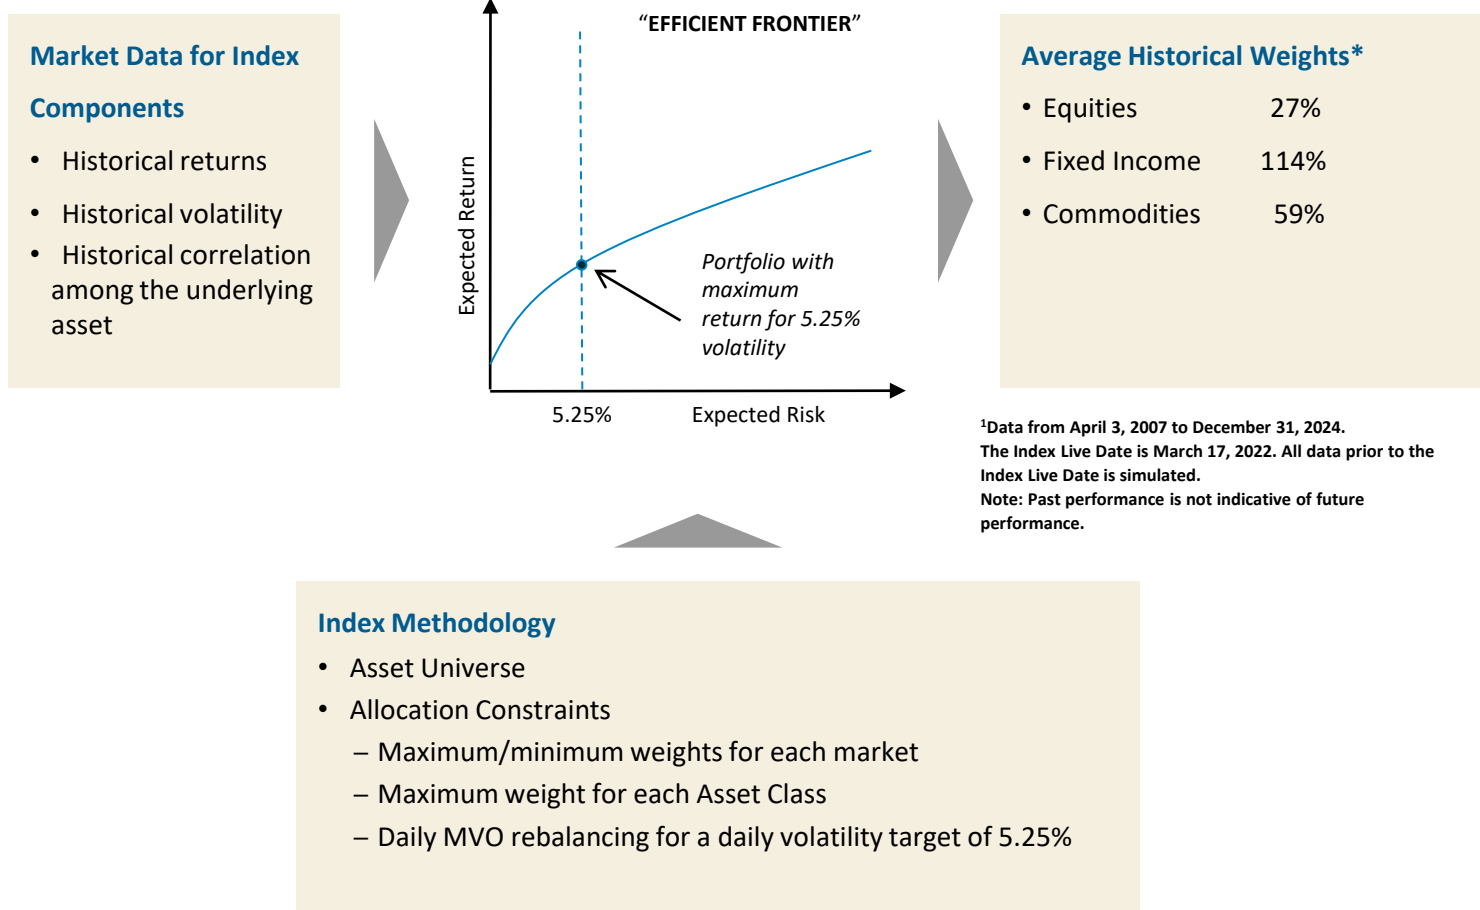 Market Data for Index
Components
• Historical returns
• Historical volatility
• Historical correlation
among the underlying
asset
“EFFICIENT FRONTIER”
Expected Return
Portfolio with
maximum
return for 5.25%
volatility
5.25%
Expected Risk
Average Historical Weights*
• Equities 27%
• Fixed Income 114%
• Commodities 59%
¹Data from April 3, 2007 to December 31, 2024.
The Index Live Date is March 17, 2022. All data prior to the
Index Live Date is simulated.
Note: Past performance is not indicative of future
performance.
Index Methodology
• Asset Universe
• Allocation Constraints
– Maximum/minimum weights for each market
– Maximum weight for each Asset Class
– Daily MVO rebalancing for a daily volatility target of 5.25%